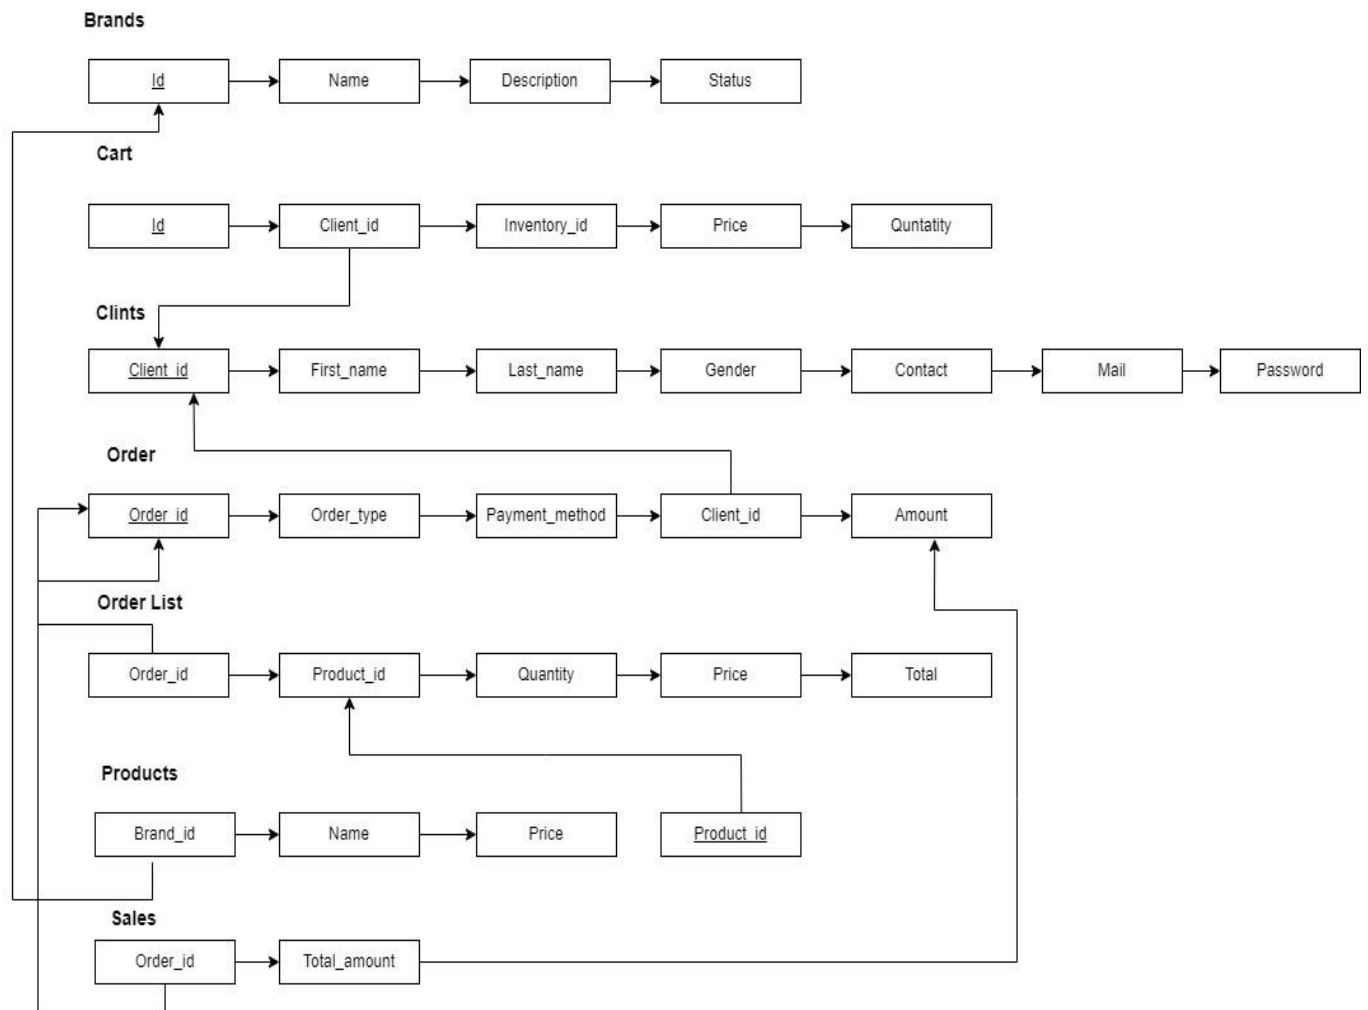 Brands
Id Name Description Status
Cart
Id Client_id Inventory_id Price Quntatity
Clints
Client_id First_name Last_name Gender Contact Mail Password
Order
Order_id Order_type Payment_method Client_id Amount
Order List
Order_id Product_id Quantity Price Total
Products
Brand_id Name Price Product_id
Sales
Order_id Total_amount